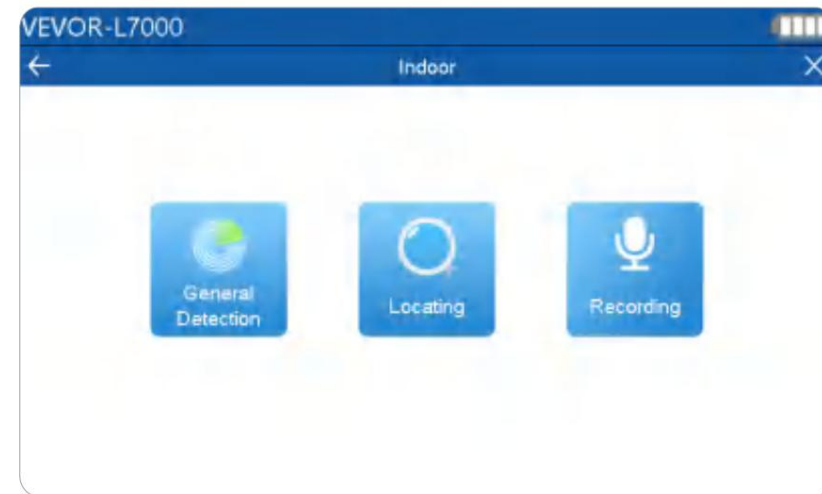 VEVOR-L7000
Indoor
General
Detection
Locating
Recording